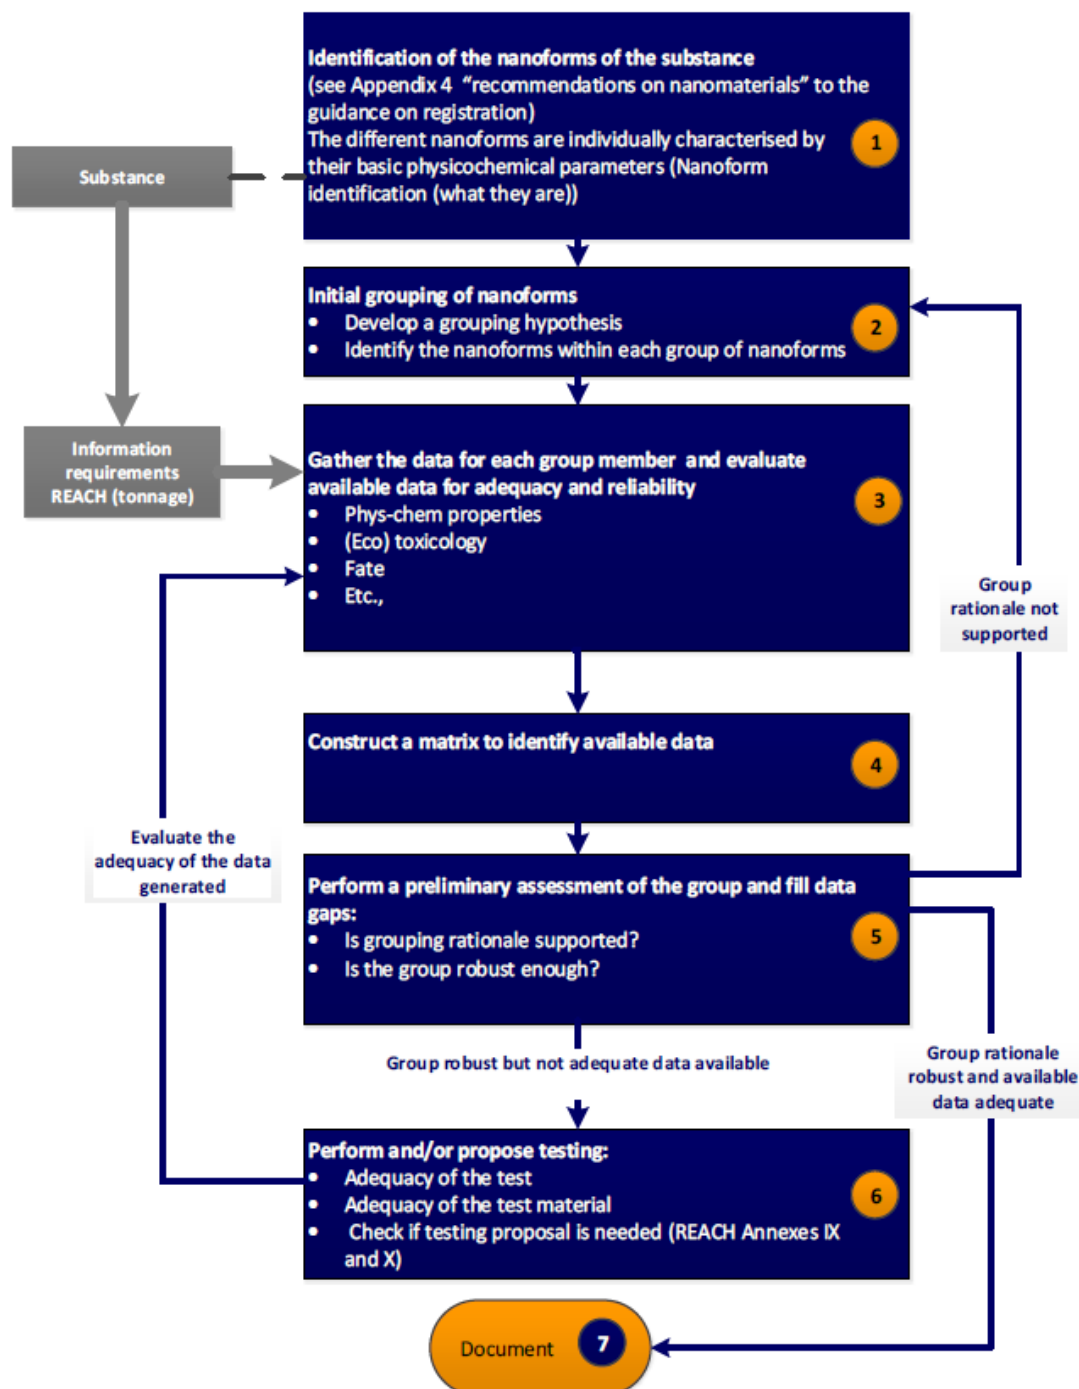 Identification of the nanoforms of the substance
(see Appendix 4 “recommendations on nanomaterials” to the
guidance on registration)
The different nanoforms are individually characterised by
their basic physicochemical parameters (Nanoform
identification (what they are))
1
Substance
Initial grouping of nanoforms
• Develop a grouping hypothesis
• Identify the nanoforms within each group of nanoforms
2
Information
requirements
REACH (tonnage)
Gather the data for each group member and evaluate
available data for adequacy and reliability
• Phys-chem properties
• (Eco) toxicology
• Fate
• Etc.,
3
Group
rationale not
supported
Construct a matrix to identify available data
4
Evaluate the
adequacy of the data
generated
Perform a preliminary assessment of the group and fill data
gaps:
• Is grouping rationale supported?
• Is the group robust enough?
5
Group robust but not adequate data available
Group rationale
robust and available
data adequate
Perform and/or propose testing:
• Adequacy of the test
• Adequacy of the test material
• Check if testing proposal is needed (REACH Annexes IX
and X)
6
Document 7